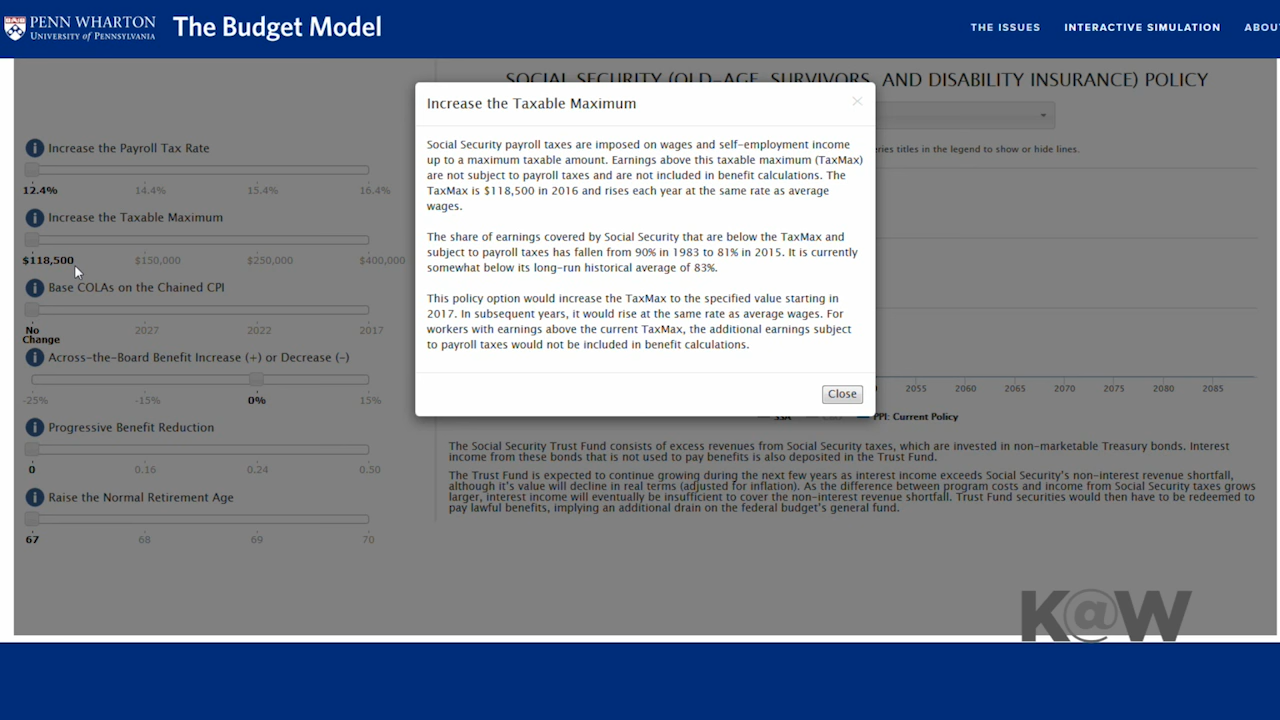 PENN WHARTON
UNIVERSITY of PENNSYLVANIA
The Budget Model
THE ISSUES
INTERACTIVE SIMULATION
ABOU
SOCIAL SECURITY (OLD-AGE, SURVIVORS, AND DISABILITY INSURANCE) POLICY
Increase the Payroll Tax Rate
12.4% 14.4% 15.4% 16.4%
Increase the Taxable Maximum
$118,500 $150,000 $250,000 $400,000
Base COLAs on the Chained CPI
No Change 2027 2022 2017
Across-the-Board Benefit Increase (+) or Decrease (-)
-25% -15% 0% 15%
Progressive Benefit Reduction
0 0.16 0.24 0.50
Raise the Normal Retirement Age
67 68 69 70
Increase the Taxable Maximum
×
Social Security payroll taxes are imposed on wages and self-employment income
up to a maximum taxable amount. Earnings above this taxable maximum (TaxMax)
are not subject to payroll taxes and are not included in benefit calculations. The
TaxMax is $118,500 in 2016 and rises each year at the same rate as average
wages.
The share of earnings covered by Social Security that are below the TaxMax and
subject to payroll taxes has fallen from 90% in 1983 to 81% in 2015. It is currently
somewhat below its long-run historical average of 83%.
This policy option would increase the TaxMax to the specified value starting in
2017. In subsequent years, it would rise at the same rate as average wages. For
workers with earnings above the current TaxMax, the additional earnings subject
to payroll taxes would not be included in benefit calculations.
Close
series titles in the legend to show or hide lines.
2055 2060 2065 2070 2075 2080 2085
PPI: Current Policy
The Social Security Trust Fund consists of excess revenues from Social Security taxes, which are invested in non-marketable Treasury bonds. Interest
income from these bonds that is not used to pay benefits is also deposited in the Trust Fund.
The Trust Fund is expected to continue growing during the next few years as interest income exceeds Social Security's non-interest revenue shortfall,
although it's value will decline in real terms (adjusted for inflation). As the difference between program costs and income from Social Security taxes grows
larger, interest income will eventually be insufficient to cover the non-interest revenue shortfall. Trust Fund securities would then have to be redeemed to
pay lawful benefits, implying an additional drain on the federal budget's general fund.
K@W